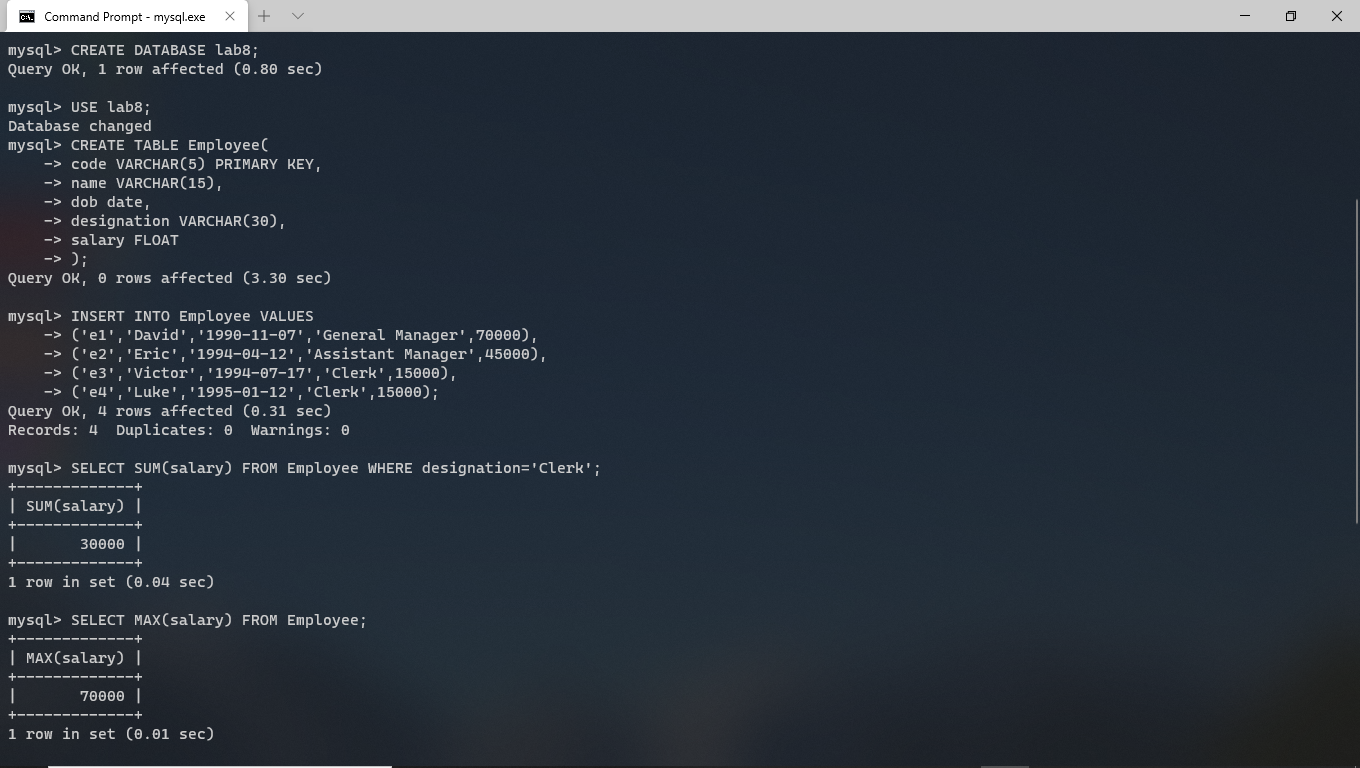 Command Prompt - mysql.exe
mysql> CREATE DATABASE lab8;
Query OK, 1 row affected (0.80 sec)
mysql> USE lab8;
Database changed
mysql> CREATE TABLE Employee(
    -> code VARCHAR(5) PRIMARY KEY,
    -> name VARCHAR(15),
    -> dob date,
    -> designation VARCHAR(30),
    -> salary FLOAT
    -> );
Query OK, 0 rows affected (3.30 sec)
mysql> INSERT INTO Employee VALUES
    -> ('e1','David','1990-11-07','General Manager',70000),
    -> ('e2','Eric','1994-04-12','Assistant Manager',45000),
    -> ('e3','Victor','1994-07-17','Clerk',15000),
    -> ('e4','Luke','1995-01-12','Clerk',15000);
Query OK, 4 rows affected (0.31 sec)
Records: 4  Duplicates: 0  Warnings: 0
mysql> SELECT SUM(salary) FROM Employee WHERE designation='Clerk';
+-------------+
| SUM(salary) |
+-------------+
|       30000 |
+-------------+
1 row in set (0.04 sec)
mysql> SELECT MAX(salary) FROM Employee;
+-------------+
| MAX(salary) |
+-------------+
|       70000 |
+-------------+
1 row in set (0.01 sec)